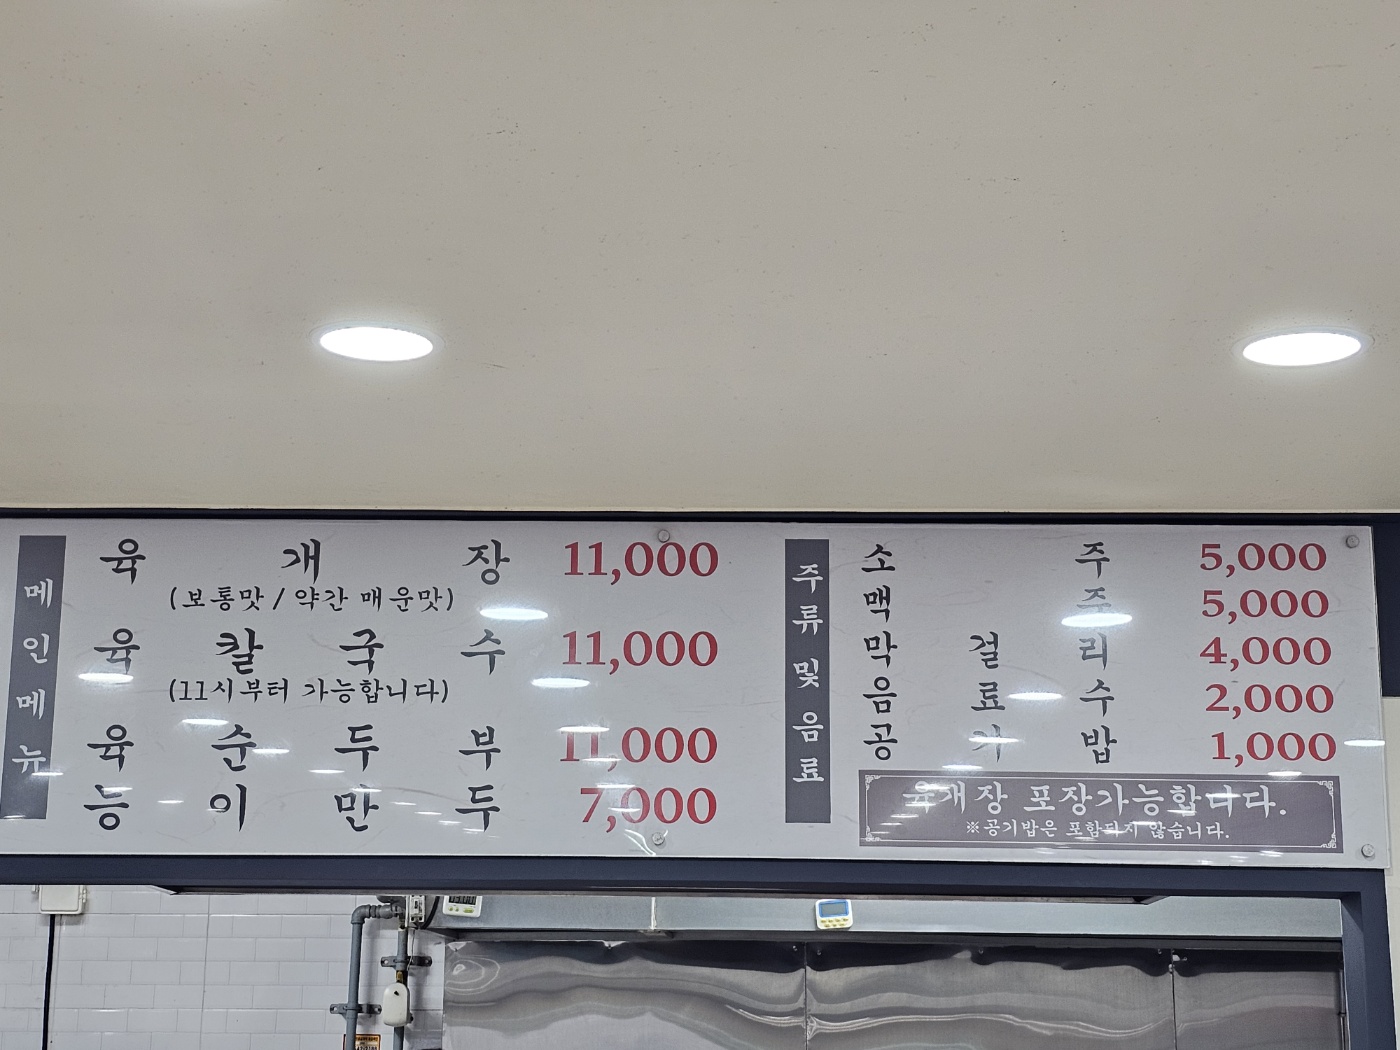 메인메뉴
육개장 11,000
(보통맛/약간 매운맛)
육칼국수 11,000
(11시부터 가능합니다)
육순두부 11,000
능이만두 7,000
주류 및 음료
소주 5,000
맥주 5,000
막걸리 4,000
음료수 2,000
공기밥 1,000
육개장 포장가능합니다.
※공기밥은 포함되지 않습니다.